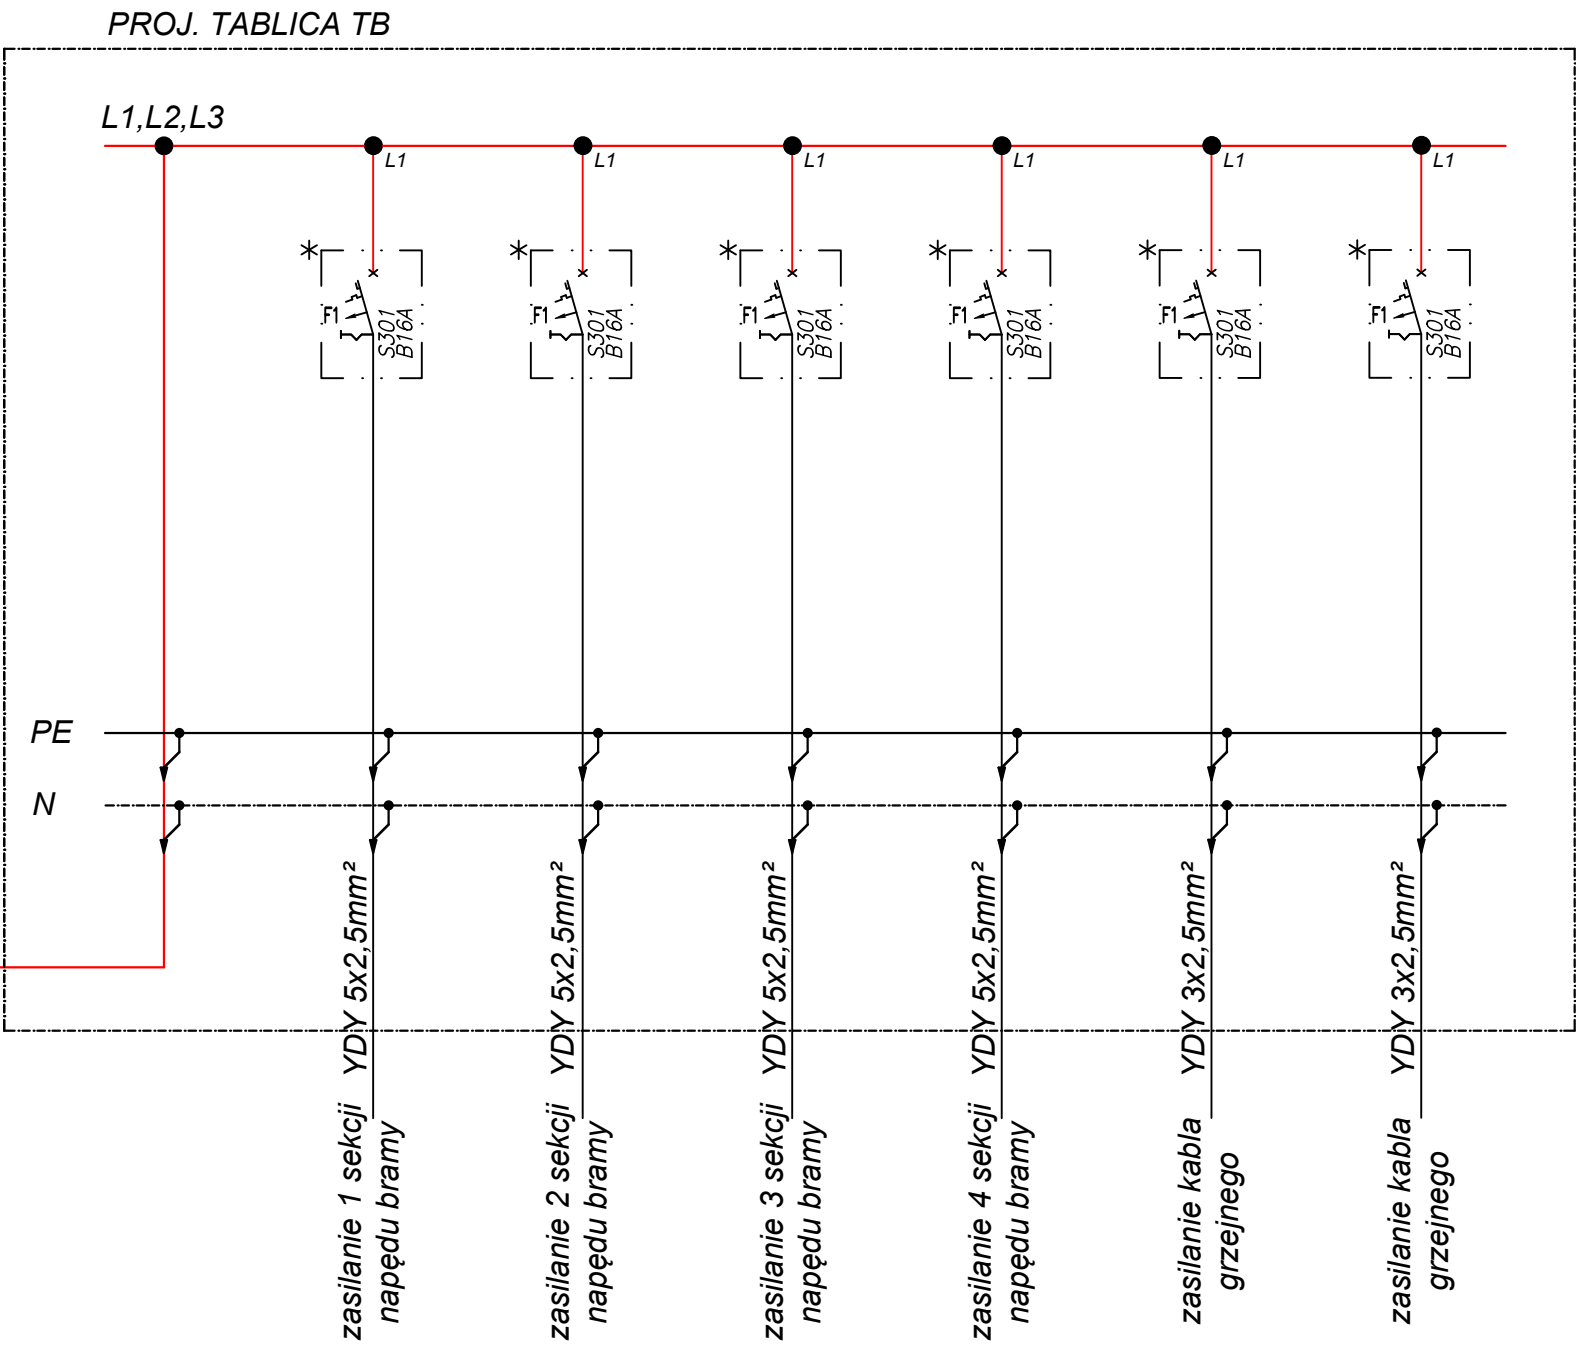 PROJ. TABLICA TB
L1,L2,L3
L1
L1
L1
L1
L1
L1
*
F1
S301
B16A
*
F1
S301
B16A
*
F1
S301
B16A
*
F1
S301
B16A
*
F1
S301
B16A
*
F1
S301
B16A
PE
N
YDY 5x2,5mm²
YDY 5x2,5mm²
YDY 5x2,5mm²
YDY 5x2,5mm²
YDY 3x2,5mm²
YDY 3x2,5mm²
zasilanie 1 sekcji
napędu bramy
zasilanie 2 sekcji
napędu bramy
zasilanie 3 sekcji
napędu bramy
zasilanie 4 sekcji
napędu bramy
zasilanie kabla
grzejnego
zasilanie kabla
grzejnego